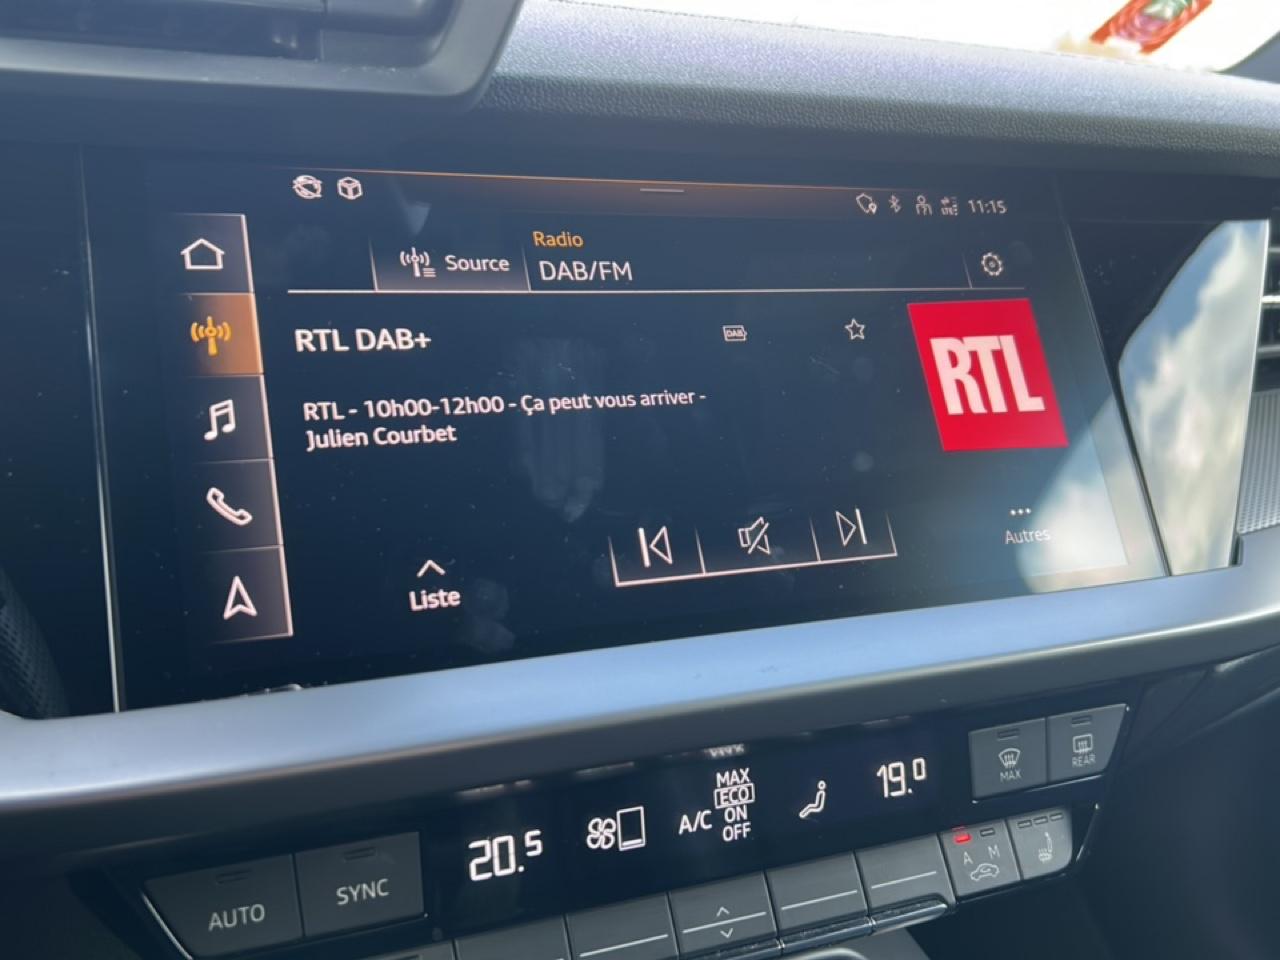 11:15
Radio
Source
DAB/FM
RTL DAB+
DAB
RTL
RTL - 10h00-12h00 - Ça peut vous arriver -
Julien Courbet
Autres
Liste
MAX
REAR
20.5
A/C
MAX
ECO
ON
OFF
19.0
AUTO
SYNC
A M